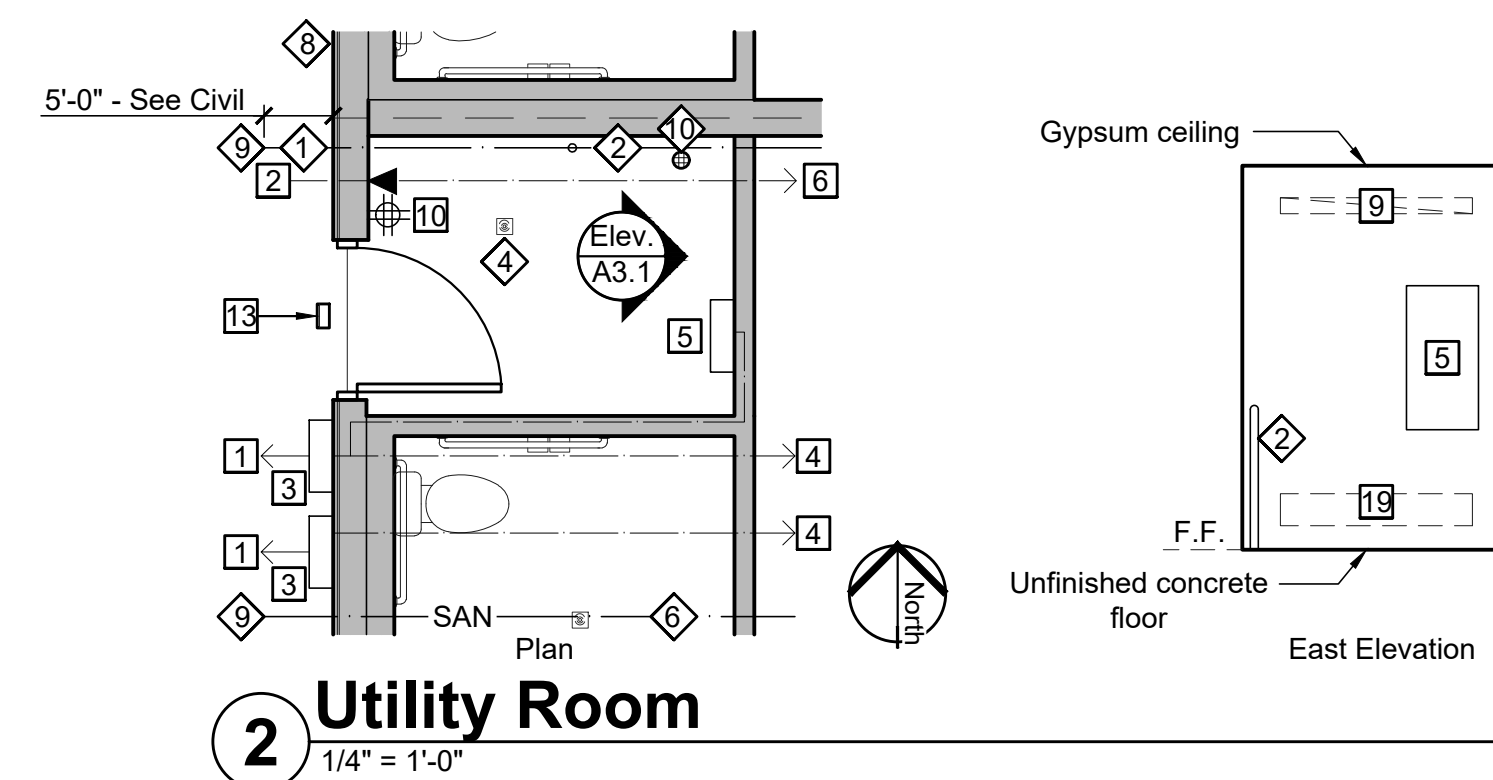 8
5'-0" - See Civil
9 1 2 10
2 6
10
Elev.
A3.1
4
13
5
1 4
3
1 4
3
9 SAN 6
Plan
North
Gypsum ceiling
9
5
2
19
F.F.
Unfinished concrete
floor
East Elevation
2 Utility Room
1/4" = 1'-0"